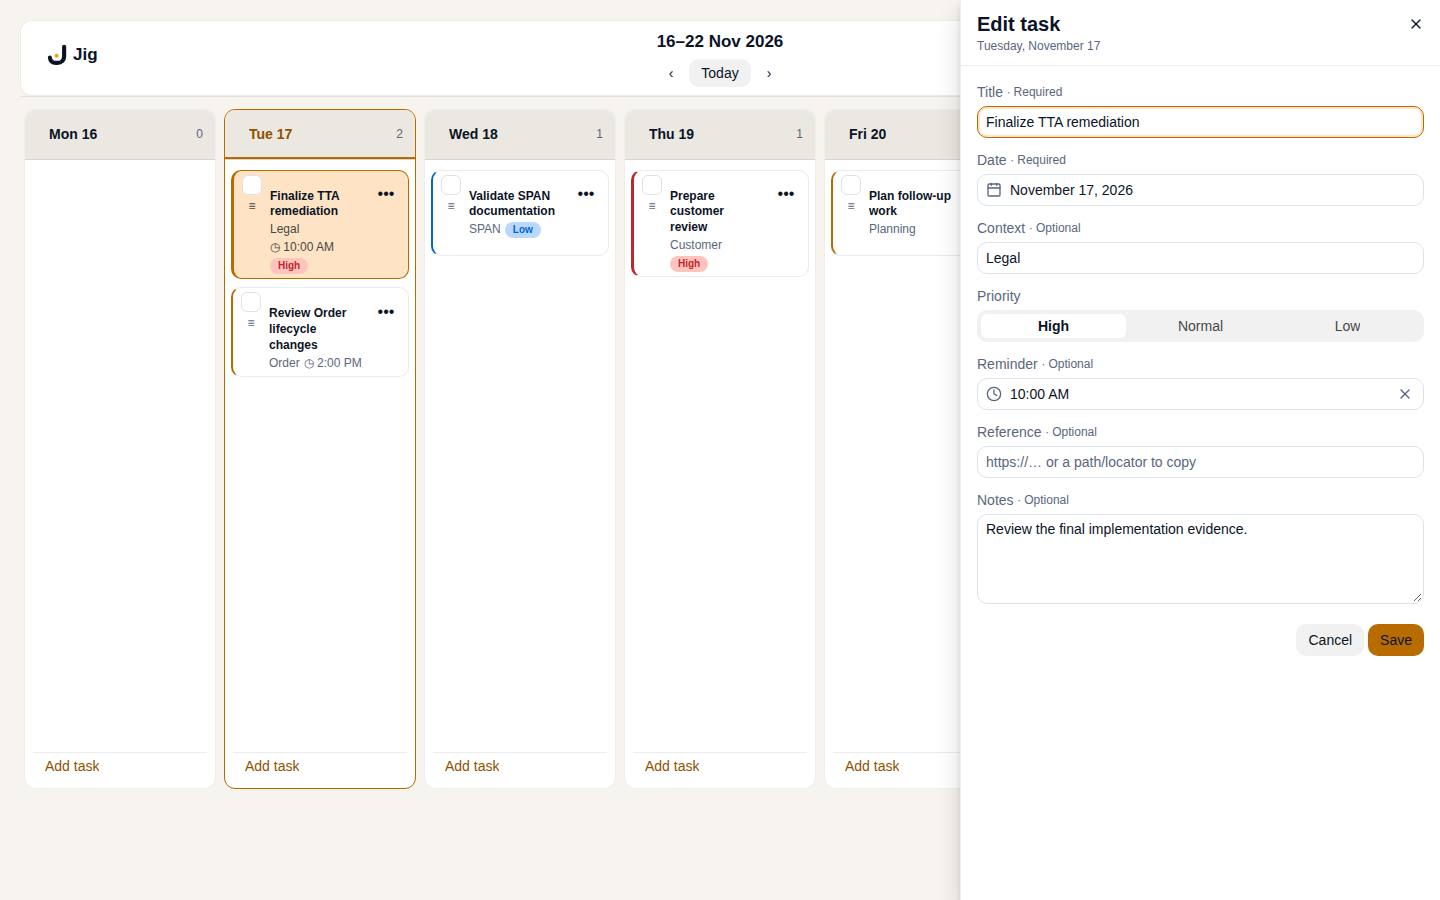 Jig
16–22 Nov 2026
‹ Today ›
Mon 16 0
Add task
Tue 17 2
Finalize TTA
remediation
Legal
10:00 AM
High
Review Order
lifecycle
changes
Order 2:00 PM
Add task
Wed 18 1
Validate SPAN
documentation
SPAN Low
Add task
Thu 19 1
Prepare
customer
review
Customer
High
Add task
Fri 20
Plan follow-up
work
Planning
Add task
Edit task
Tuesday, November 17
Title · Required
Finalize TTA remediation
Date · Required
November 17, 2026
Context · Optional
Legal
Priority
High Normal Low
Reminder · Optional
10:00 AM
Reference · Optional
https://… or a path/locator to copy
Notes · Optional
Review the final implementation evidence.
Cancel Save